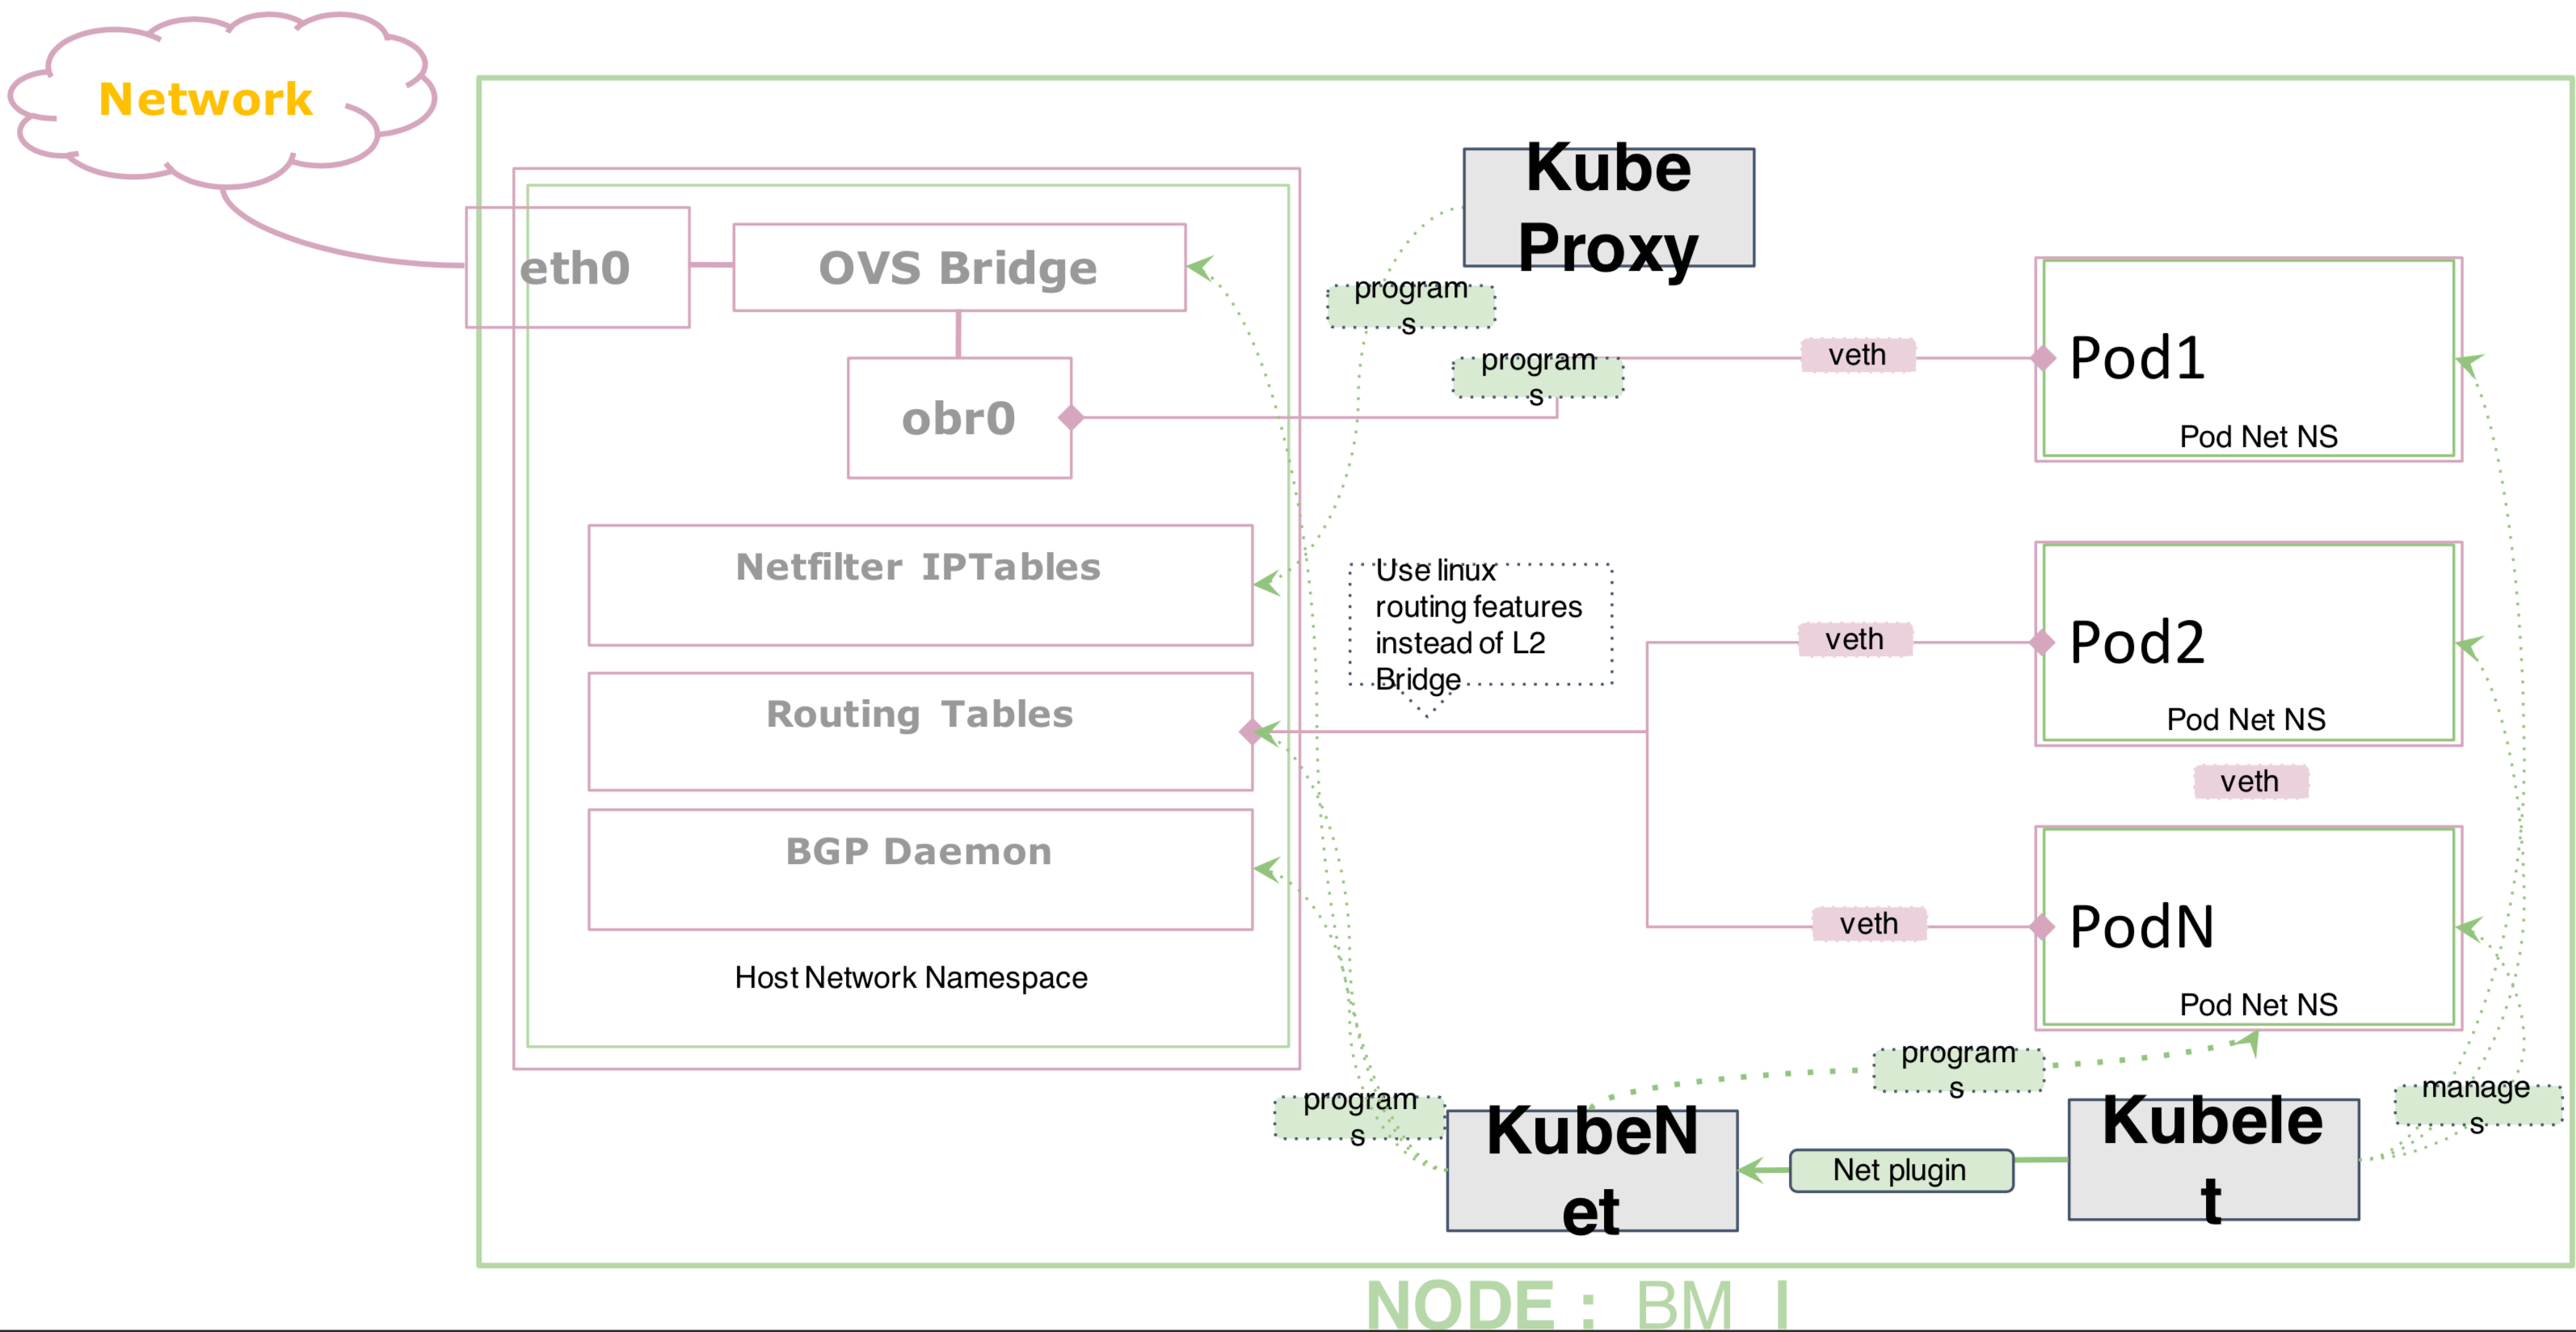 Network
Kube
Proxy
eth0
OVS Bridge
program
s
program
s
veth
Pod1
obr0
Pod Net NS
Netfilter IPTables
Use linux
routing features
instead of L2
Bridge
veth
Pod2
Routing Tables
Pod Net NS
veth
BGP Daemon
veth
PodN
Host Network Namespace
Pod Net NS
program
s
program
s
manage
s
KubeN
et
Net plugin
Kubele
t
NODE : BM I